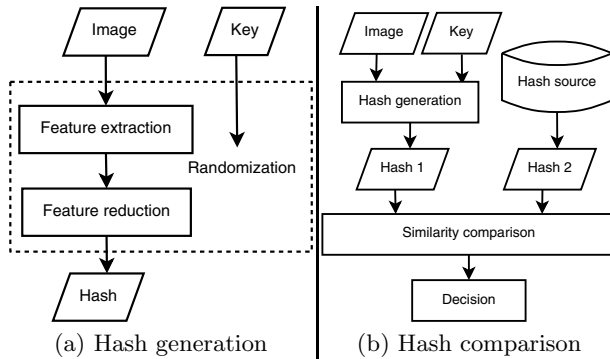 Image
Key
Feature extraction
Randomization
Feature reduction
Hash
(a) Hash generation
Image
Key
Hash source
Hash generation
Hash 1
Hash 2
Similarity comparison
Decision
(b) Hash comparison